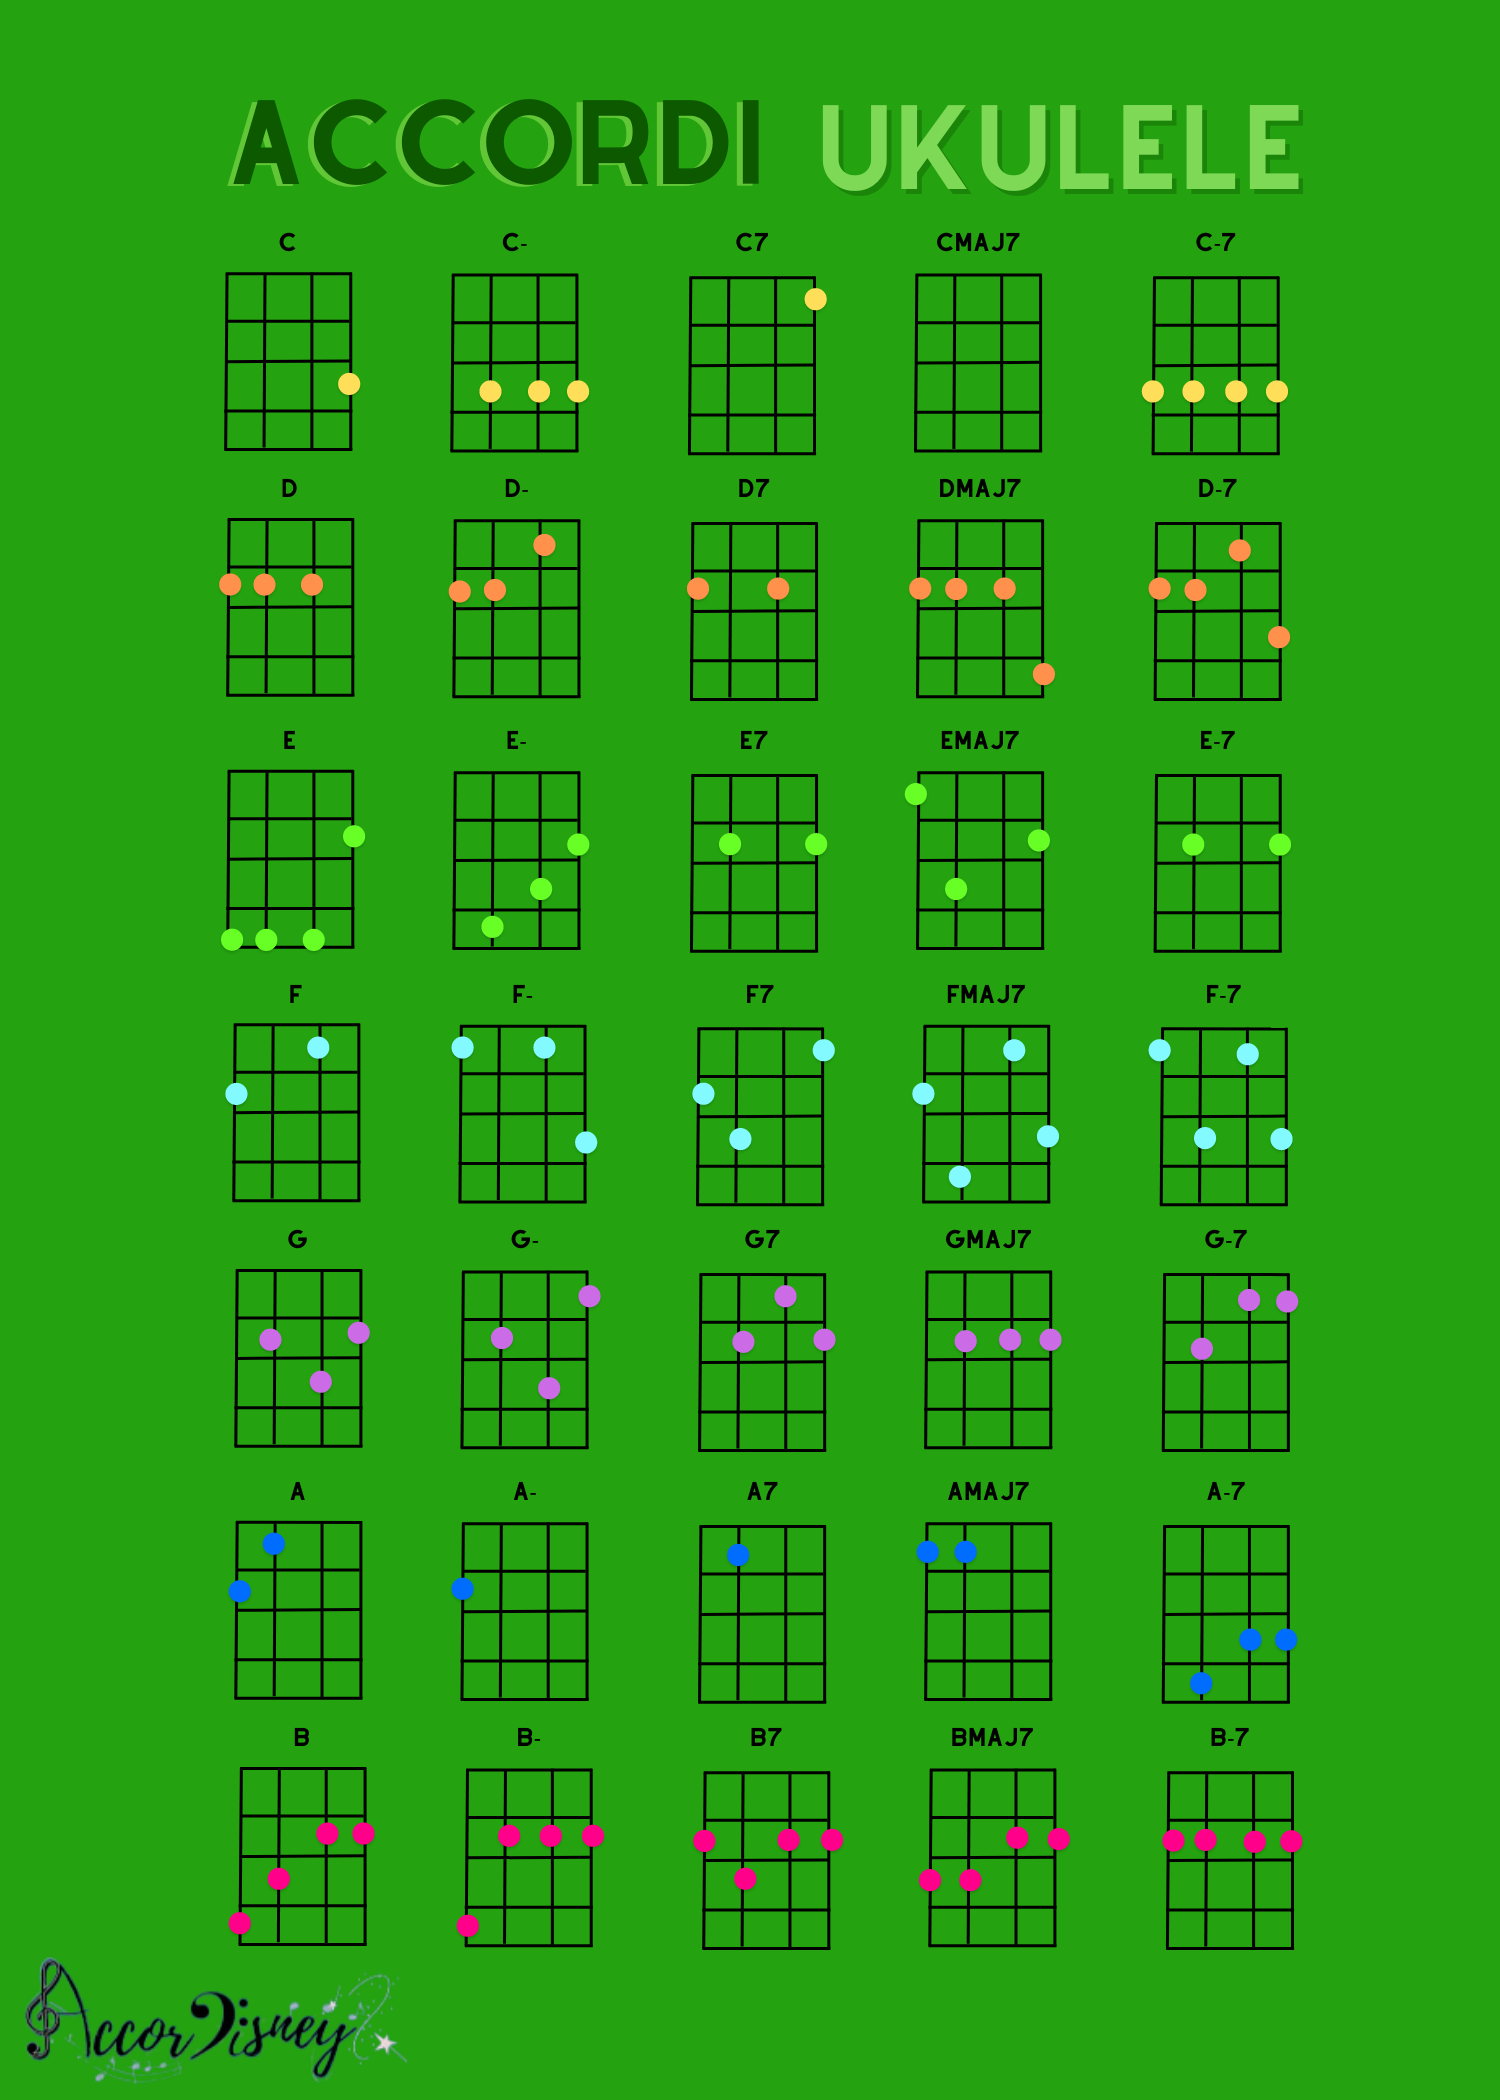 ACCORDI UKULELE
C C- C7 CMAJ7 C-7
D D- D7 DMAJ7 D-7
E E- E7 EMAJ7 E-7
F F- F7 FMAJ7 F-7
G G- G7 GMAJ7 G-7
A A- A7 AMAJ7 A-7
B B- B7 BMAJ7 B-7
AccorDisney